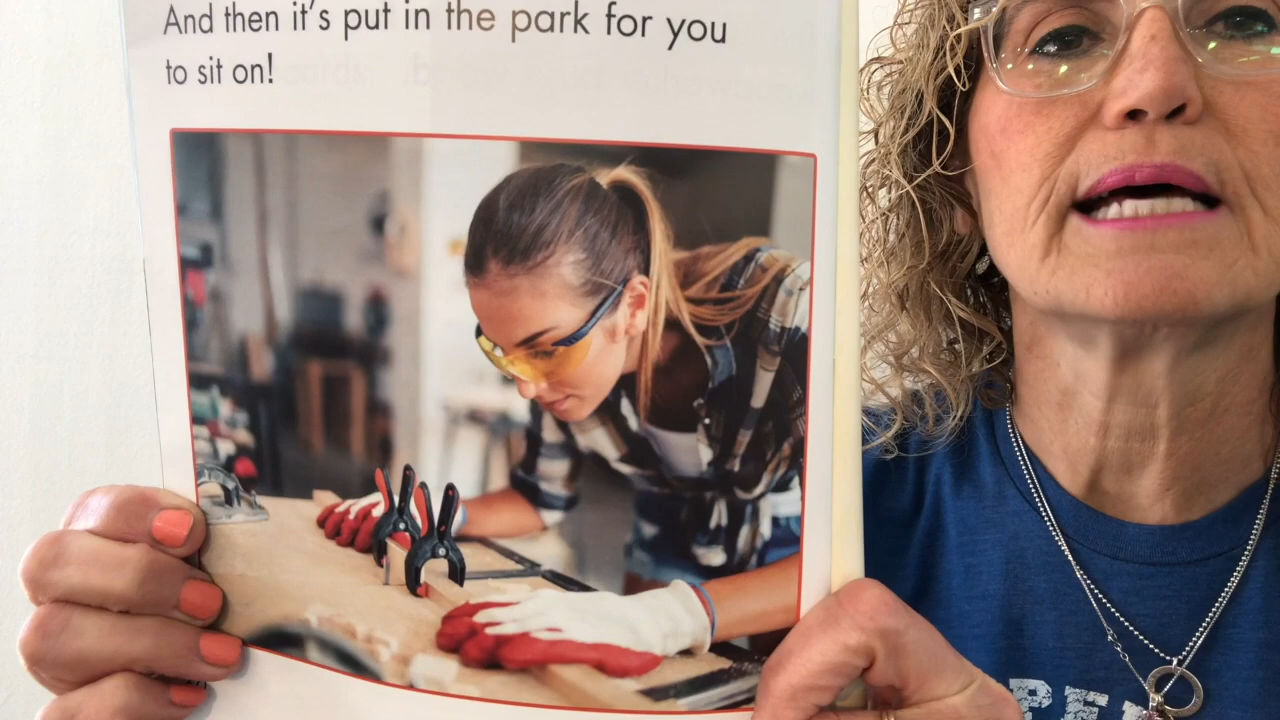 And then it's put in the park for you
to sit on!